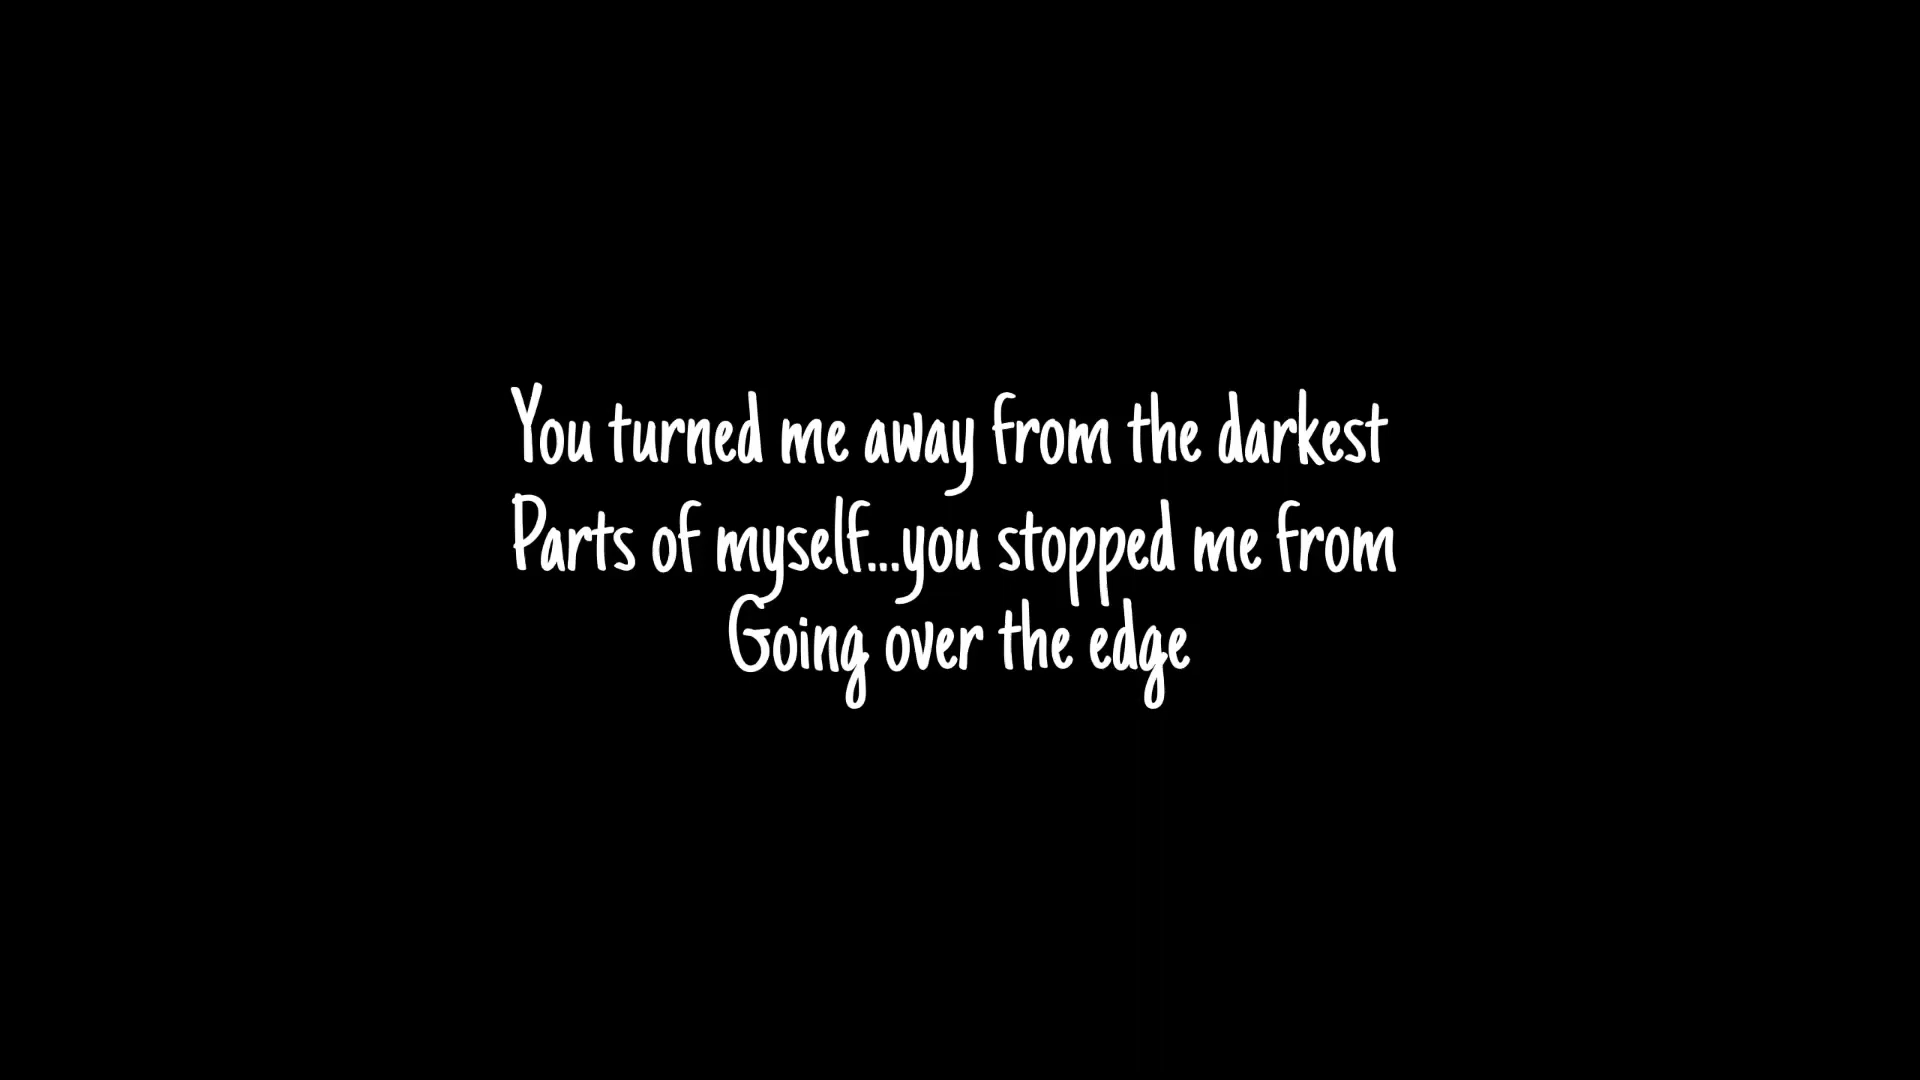 You turned me away from the darkest
Parts of myself...you stopped me from
Going over the edge